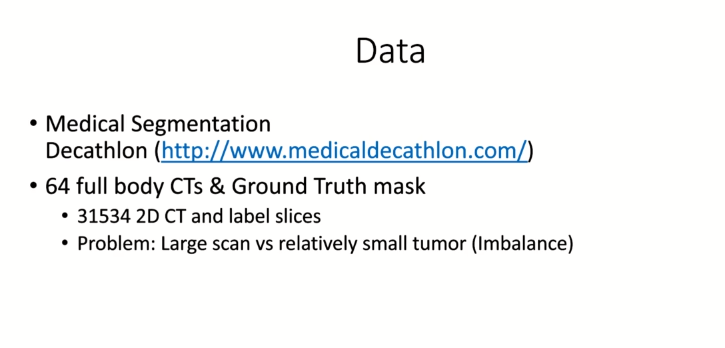 Data
• Medical Segmentation
Decathlon (http://www.medicaldecathlon.com/)
• 64 full body CTs & Ground Truth mask
• 31534 2D CT and label slices
• Problem: Large scan vs relatively small tumor (Imbalance)